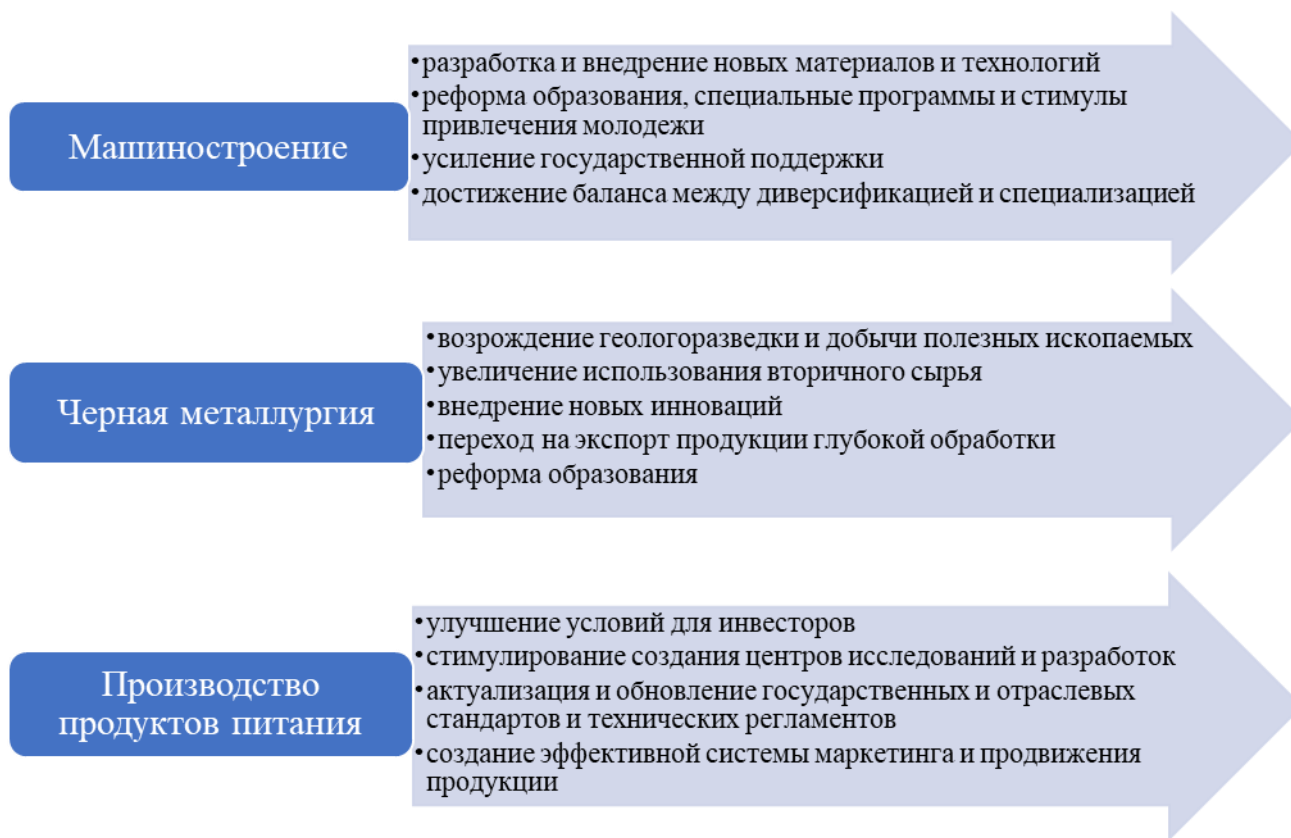 Машиностроение
•разработка и внедрение новых материалов и технологий
•реформа образования, специальные программы и стимулы
привлечения молодежи
•усиление государственной поддержки
•достижение баланса между диверсификацией и специализацией
Черная металлургия
•возрождение геологоразведки и добычи полезных ископаемых
•увеличение использования вторичного сырья
•внедрение новых инноваций
•переход на экспорт продукции глубокой обработки
•реформа образования
Производство
продуктов питания
•улучшение условий для инвесторов
•стимулирование создания центров исследований и разработок
•актуализация и обновление государственных и отраслевых
стандартов и технических регламентов
•создание эффективной системы маркетинга и продвижения
продукции